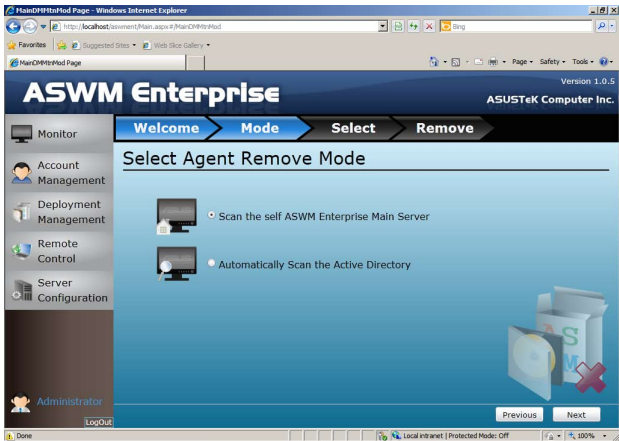 MainDMMtnMod Page - Windows Internet Explorer
http://localhost/aswment/Main.aspx#/MainDMMtnMod
Bing
Favorites
Suggested Sites
Web Slice Gallery
MainDMMtnMod Page
Page
Safety
Tools
ASWM Enterprise
Version 1.0.5
ASUSTeK Computer Inc.
Monitor
Account
Management
Deployment
Management
Remote
Control
Server
Configuration
Administrator
LogOut
Welcome
Mode
Select
Remove
Select Agent Remove Mode
Scan the self ASWM Enterprise Main Server
Automatically Scan the Active Directory
AS
W
Previous
Next
Done
Local intranet | Protected Mode: Off
100%